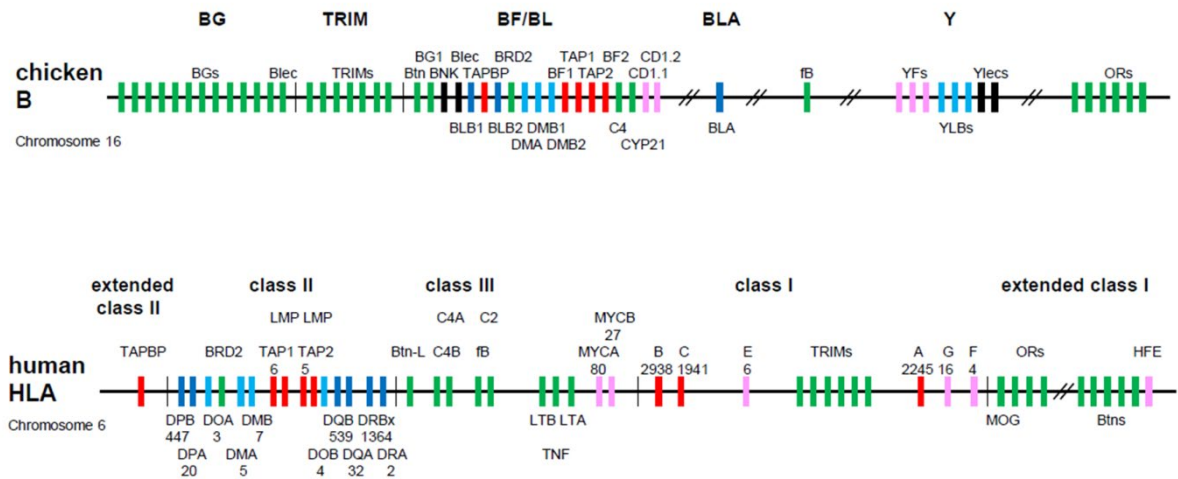 BG TRIM BF/BL BLA Y
BG1 Blec BRD2 TAP1 BF2 CD1.2
BGs Blec TRIMs Btn BNK TAPBP BF1 TAP2 CD1.1 fB YFs Ylecs ORs
chicken
B
Chromosome 16
BLB1 BLB2 DMB1 C4 BLA YLBs
DMA DMB2 CYP21
extended
class II
class II class III class I extended class I
LMP LMP C4A C2 MYCB
27
TAPBP BRD2 TAP1 TAP2 Btn-L C4B fB MYCA B C E TRIMs A G F ORs HFE
6 5 80 2938 1941 6 2245 16 4
human
HLA
Chromosome 6
DPB DOA DMB DQB DRBx LTB LTA MOG Btns
447 3 7 539 1364
DPA DMA DOB DQA DRA TNF
20 5 4 32 2